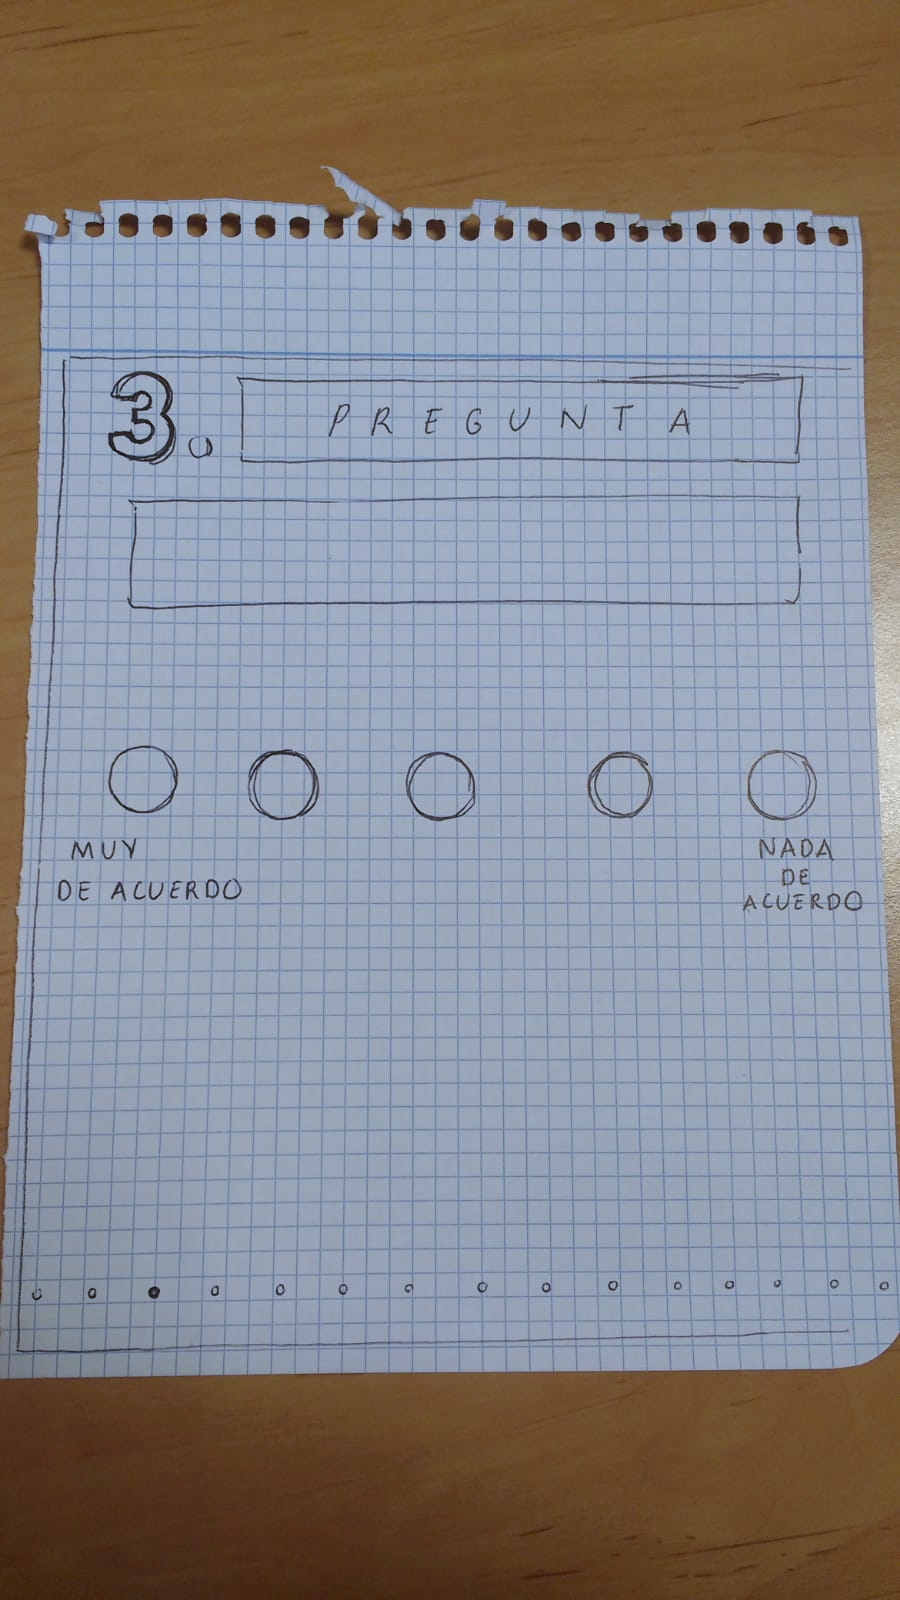 3. PREGUNTA
MUY
DE ACUERDO
NADA
DE
ACUERDO